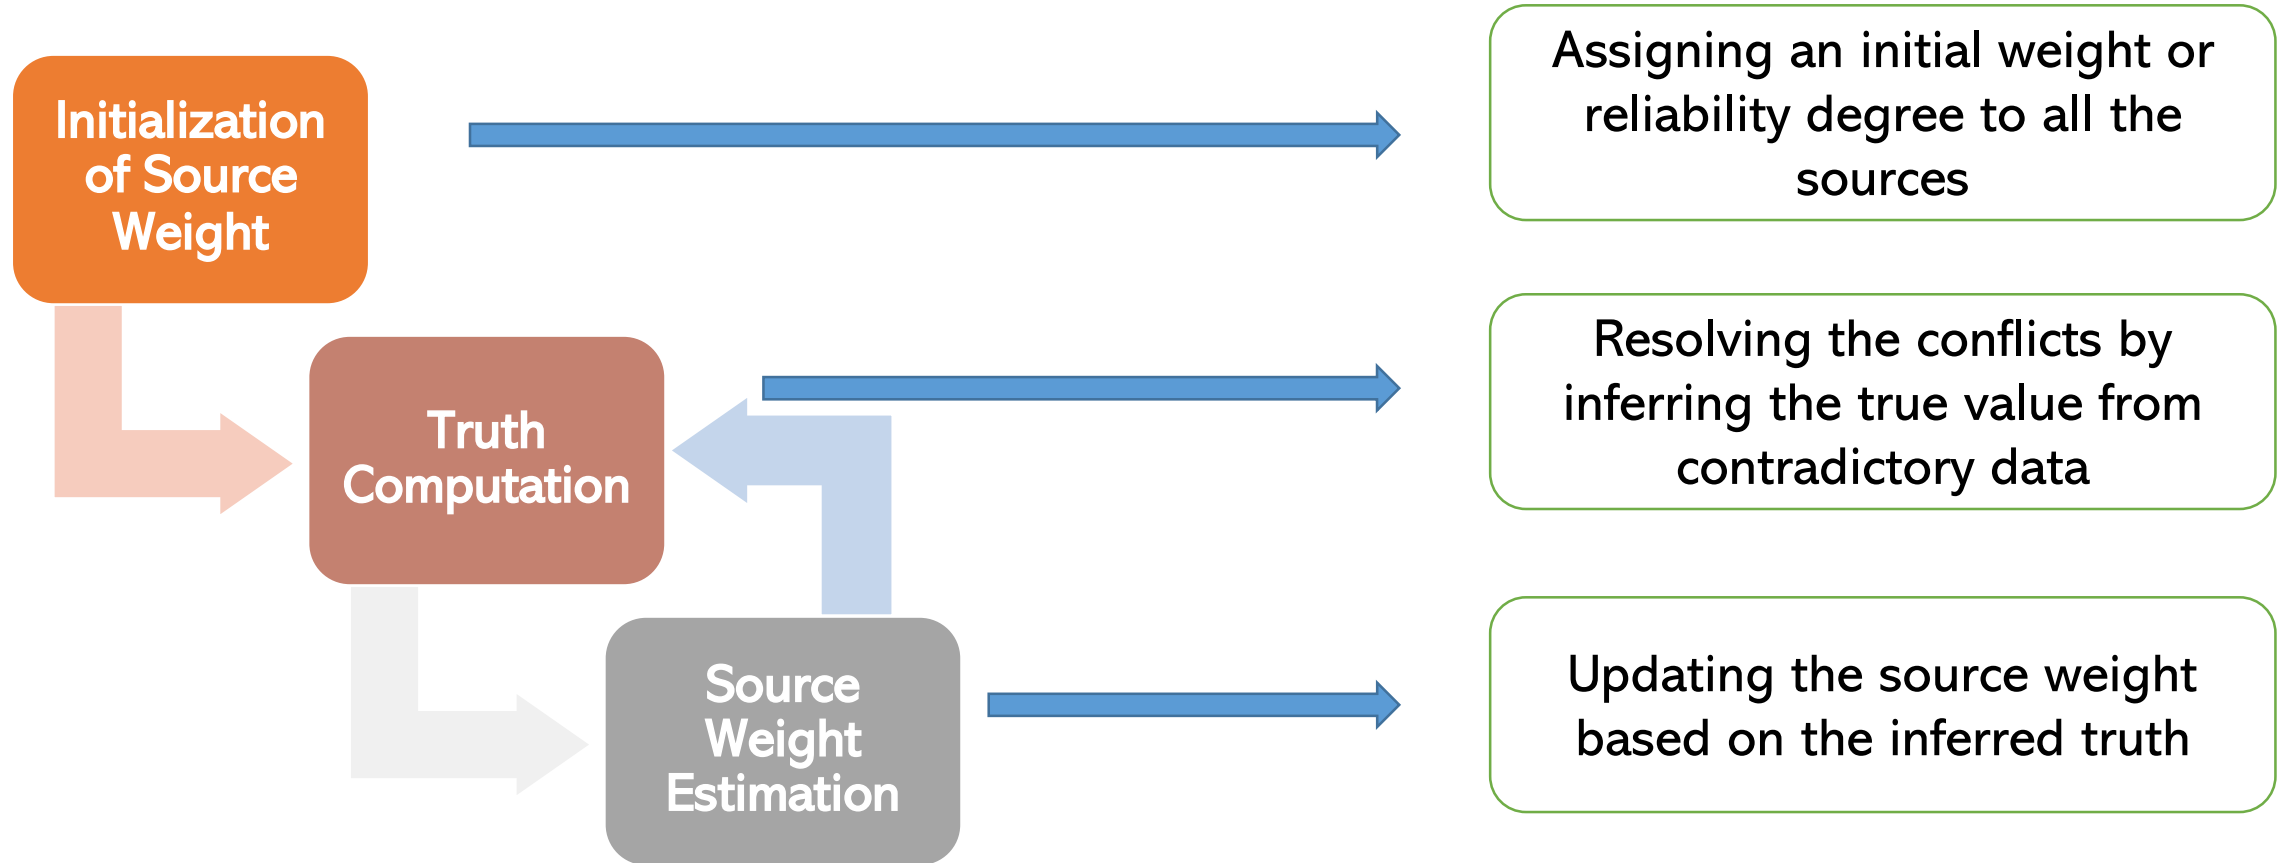 Initialization
of Source
Weight
Assigning an initial weight or
reliability degree to all the
sources
Truth
Computation
Resolving the conflicts by
inferring the true value from
contradictory data
Source
Weight
Estimation
Updating the source weight
based on the inferred truth